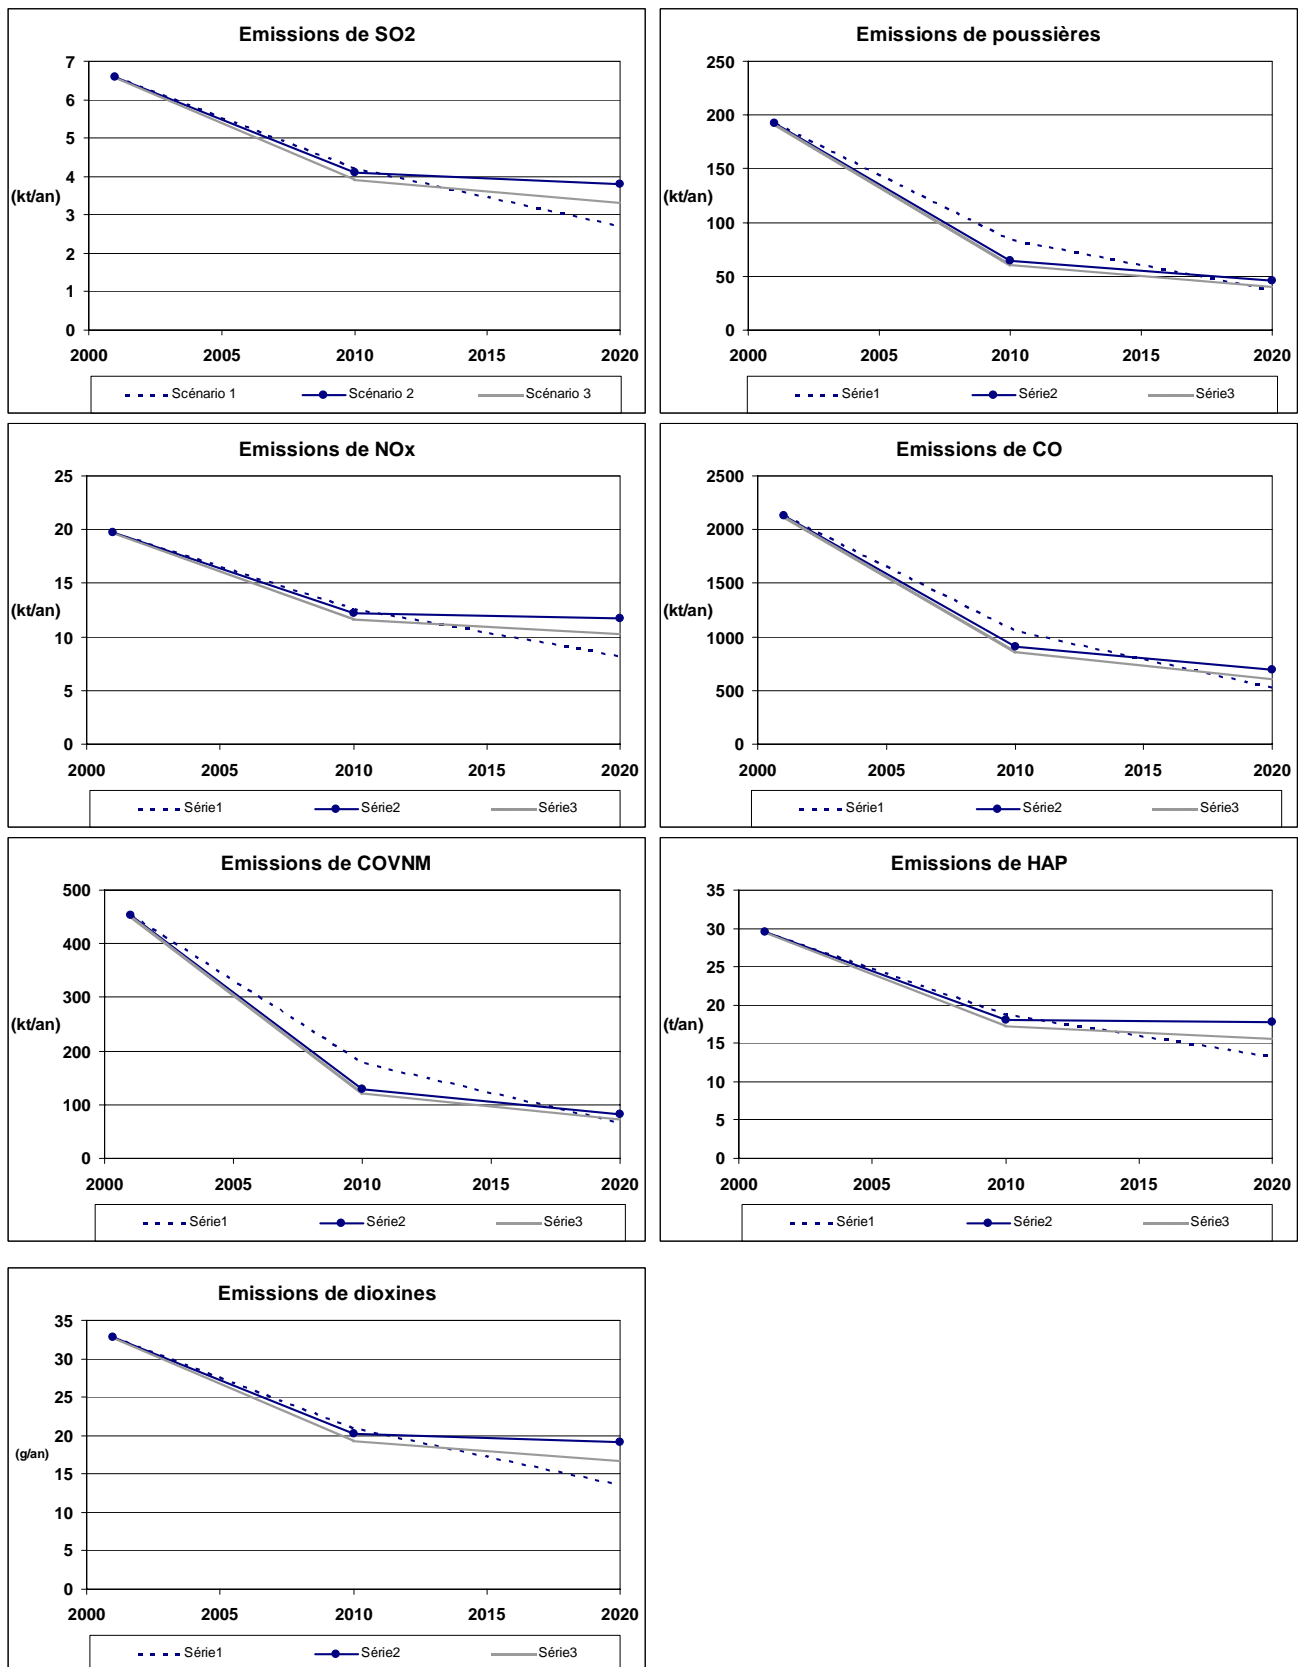 Emissions de SO2
7
6
5
4
(kt/an)
3
2
1
0
2000 2005 2010 2015 2020
Scénario 1 Scénario 2 Scénario 3
Emissions de poussières
250
200
150
(kt/an)
100
50
0
2000 2005 2010 2015 2020
Série1 Série2 Série3
Emissions de NOx
25
20
15
(kt/an)
10
5
0
2000 2005 2010 2015 2020
Série1 Série2 Série3
Emissions de CO
2500
2000
1500
(kt/an)
1000
500
0
2000 2005 2010 2015 2020
Série1 Série2 Série3
Emissions de COVNM
500
400
300
(kt/an)
200
100
0
2000 2005 2010 2015 2020
Série1 Série2 Série3
Emissions de HAP
35
30
25
20
(t/an)
15
10
5
0
2000 2005 2010 2015 2020
Série1 Série2 Série3
Emissions de dioxines
35
30
25
20
(g/an)
15
10
5
0
2000 2005 2010 2015 2020
Série1 Série2 Série3